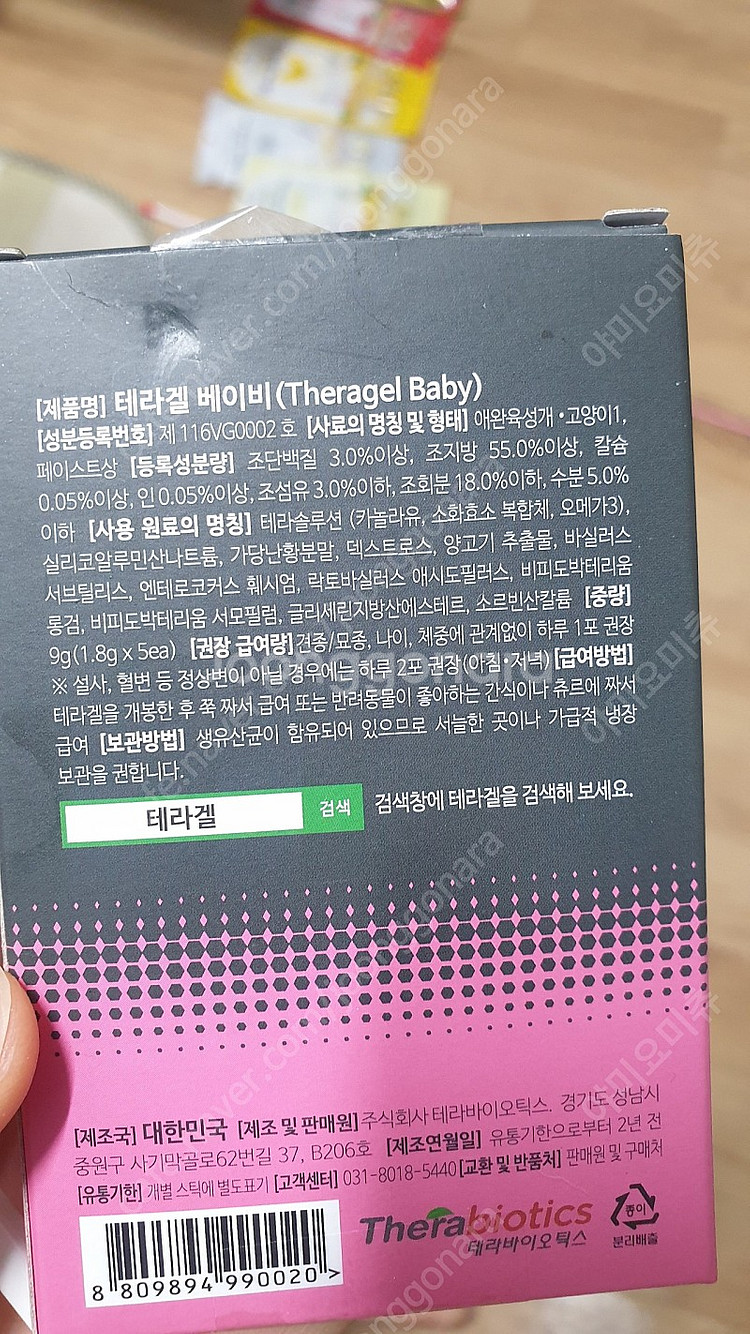 [제품명] 테라겔 베이비(Theragel Baby)
[성분등록번호] 제 116VG0002 호 [사료의 명칭 및 형태] 애완육성개·고양이1,
페이스트상 [등록성분량] 조단백질 3.0%이상, 조지방 55.0%이상, 칼슘
0.05%이상, 인 0.05%이상, 조섬유 3.0%이하, 조회분 18.0%이하, 수분 5.0%
이하 [사용 원료의 명칭] 테라솔루션 (카놀라유, 소화효소 복합체, 오메가3),
실리코알루민산나트륨, 가당난황분말, 덱스트로스, 양고기 추출물, 바실러스
서브틸리스, 엔테로코커스 훼시엄, 락토바실러스 애시도필러스, 비피도박테리움
롱검, 비피도박테리움 서모필럼, 글리세린지방산에스테르, 소르빈산칼륨 [중량]
9g(1.8g x 5ea) [권장 급여량] 견종/묘종, 나이, 체중에 관계없이 하루 1포 권장
※ 설사, 혈변 등 정상변이 아닐 경우에는 하루 2포 권장(아침·저녁) [급여방법]
테라겔을 개봉한 후 쭉 짜서 급여 또는 반려동물이 좋아하는 간식이나 츄르에 짜서
급여 [보관방법] 생유산균이 함유되어 있으므로 서늘한 곳이나 가급적 냉장
보관을 권합니다.
테라겔 검색 검색창에 테라겔을 검색해 보세요.
[제조국] 대한민국 [제조 및 판매원] 주식회사 테라바이오틱스. 경기도 성남시
중원구 사기막골로62번길 37, B206호 [제조연월일] 유통기한으로부터 2년 전
[유통기한] 개별 스틱에 별도표기 [고객센터] 031-8018-5440 [교환 및 반품처] 판매원 및 구매처
Therabiotics
테라바이오틱스
종이
분리배출
8 809894 990020 >
야미요미츄
야미요미츄
야미요미츄
joonggonara